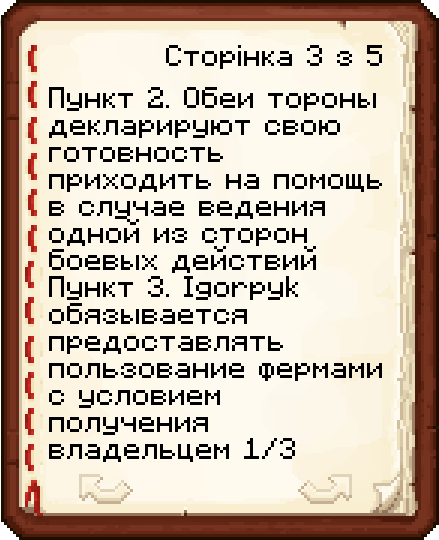 Сторінка 3 з 5
Пункт 2. Обеи тороны
декларируют свою
готовность
приходить на помощь
в случае ведения
одной из сторон
боевых действий
Пункт 3. Igorpyk
обязывается
предоставлять
пользование фермами
с условием
получения
владельцем 1/3